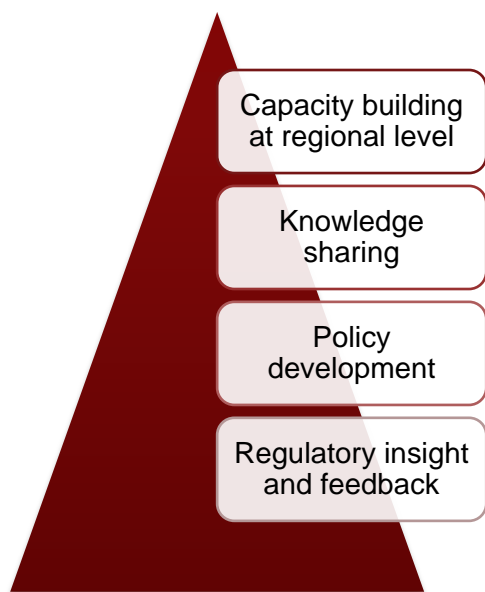 Capacity building
at regional level
Knowledge
sharing
Policy
development
Regulatory insight
and feedback